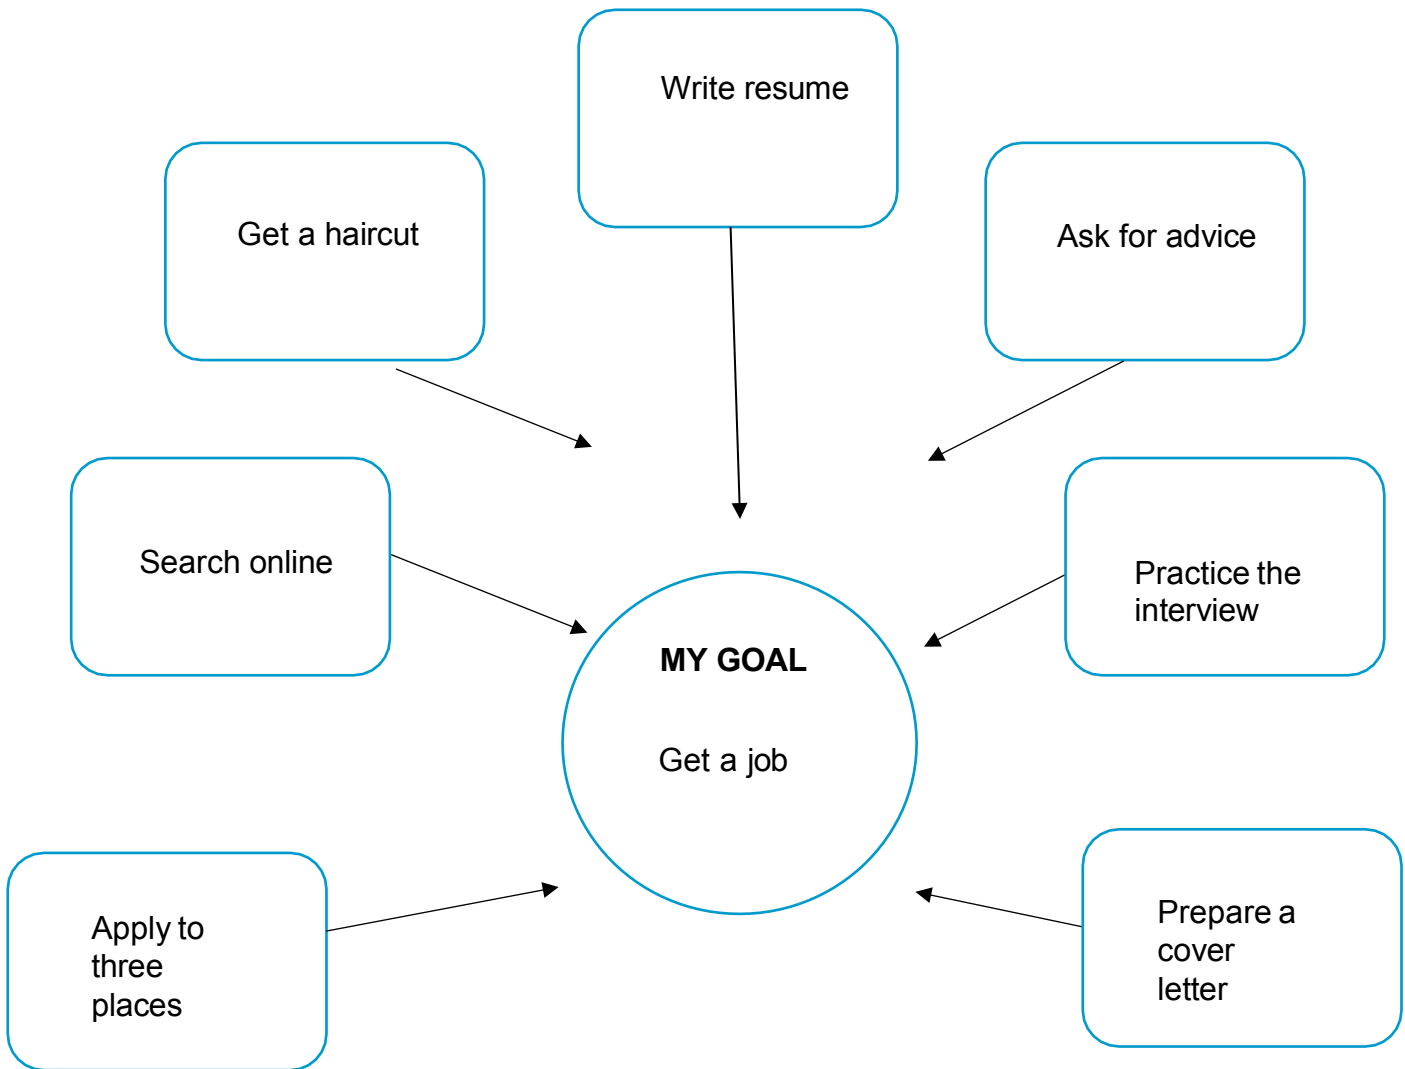 Write resume
Get a haircut
Ask for advice
Search online
Practice the
interview
MY GOAL
Get a job
Apply to
three
places
Prepare a
cover
letter